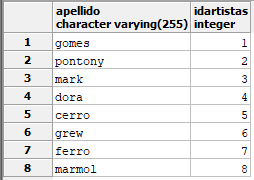 apellido idartistas
character varying(255) integer
1 gomes 1
2 pontony 2
3 mark 3
4 dora 4
5 cerro 5
6 grew 6
7 ferro 7
8 marmol 8